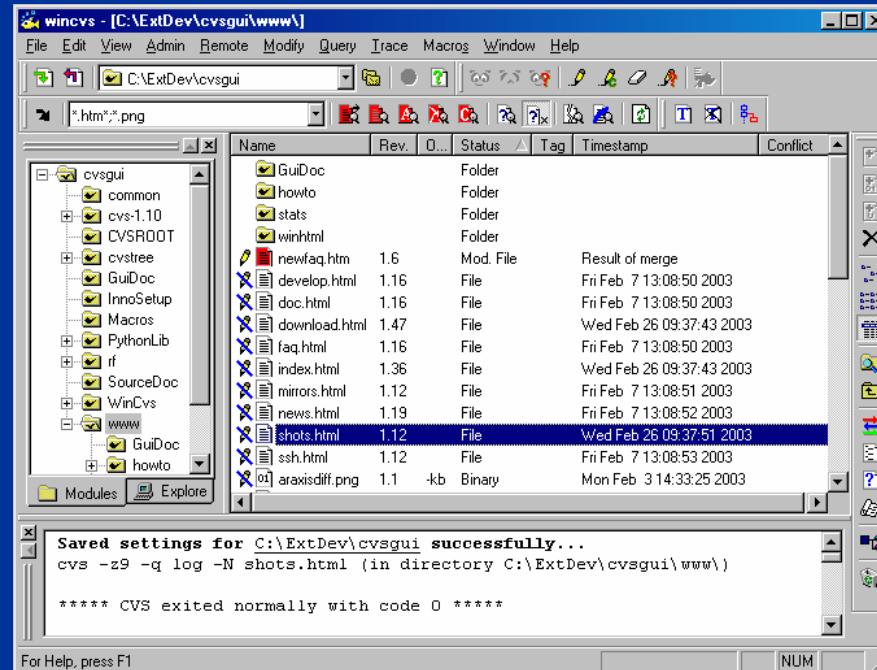 wincvs - [C:\ExtDev\cvsgui\www\]
File Edit View Admin Remote Modify Query Trace Macros Window Help
C:\ExtDev\cvsgui
*.htm*;*.png
cvsgui
common
cvs-1.10
CVSROOT
cvstree
GuiDoc
InnoSetup
Macros
PythonLib
rf
SourceDoc
WinCvs
www
GuiDoc
howto
Modules Explore
Name Rev. O... Status Tag Timestamp Conflict
GuiDoc Folder
howto Folder
stats Folder
winhtml Folder
newfaq.htm 1.6 Mod. File Result of merge
develop.html 1.16 File Fri Feb 7 13:08:50 2003
doc.html 1.16 File Fri Feb 7 13:08:50 2003
download.html 1.47 File Wed Feb 26 09:37:43 2003
faq.html 1.16 File Fri Feb 7 13:08:50 2003
index.html 1.36 File Wed Feb 26 09:37:43 2003
mirrors.html 1.12 File Fri Feb 7 13:08:51 2003
news.html 1.19 File Fri Feb 7 13:08:52 2003
shots.html 1.12 File Wed Feb 26 09:37:51 2003
ssh.html 1.12 File Fri Feb 7 13:08:53 2003
araxisdiff.png 1.1 -kb Binary Mon Feb 3 14:33:25 2003
Saved settings for C:\ExtDev\cvsgui successfully...
cvs -z9 -q log -N shots.html (in directory C:\ExtDev\cvsgui\www\)
***** CVS exited normally with code 0 *****
For Help, press F1
NUM